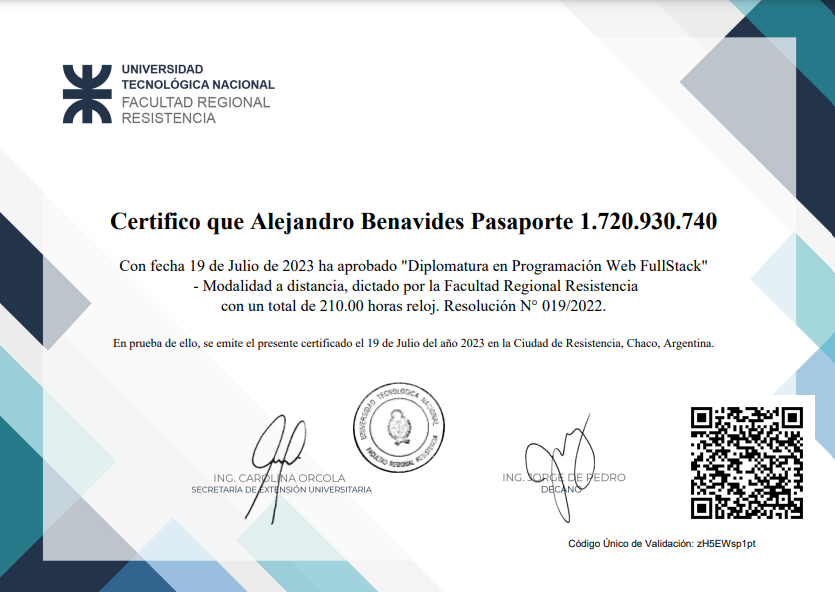 UNIVERSIDAD
TECNOLÓGICA NACIONAL
FACULTAD REGIONAL
RESISTENCIA
Certifico que Alejandro Benavides Pasaporte 1.720.930.740
Con fecha 19 de Julio de 2023 ha aprobado "Diplomatura en Programación Web FullStack"
- Modalidad a distancia, dictado por la Facultad Regional Resistencia
con un total de 210.00 horas reloj. Resolución N° 019/2022.
En prueba de ello, se emite el presente certificado el 19 de Julio del año 2023 en la Ciudad de Resistencia, Chaco, Argentina.
UNIVERSIDAD TECNOLOGICA NACIONAL
FACULTAD REGIONAL RESISTENCIA
ING. CAROLINA ORCOLA
SECRETARÍA DE EXTENSIÓN UNIVERSITARIA
ING. JORGE DE PEDRO
DECANO
Código Único de Validación: zH5EWsp1pt